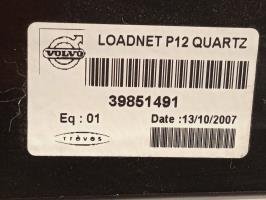 LOADNET P12 QUARTZ
VOLVO
39851491
Eq : 01
Date :13/10/2007
trèves